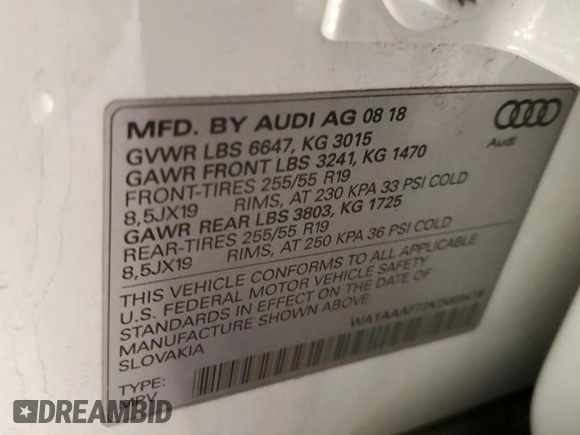 MFD. BY AUDI AG 08 18
GVWR LBS 6647, KG 3015
GAWR FRONT LBS 3241, KG 1470
FRONT-TIRES 255/55 R19
8,5JX19 RIMS, AT 230 KPA 33 PSI COLD
GAWR REAR LBS 3803, KG 1725
REAR-TIRES 255/55 R19
8,5JX19 RIMS, AT 250 KPA 36 PSI COLD
THIS VEHICLE CONFORMS TO ALL APPLICABLE
U.S. FEDERAL MOTOR VEHICLE SAFETY
STANDARDS IN EFFECT ON THE DATE OF
MANUFACTURE SHOWN ABOVE.
SLOVAKIA
TYPE:
MPV
Audi
DREAMBID